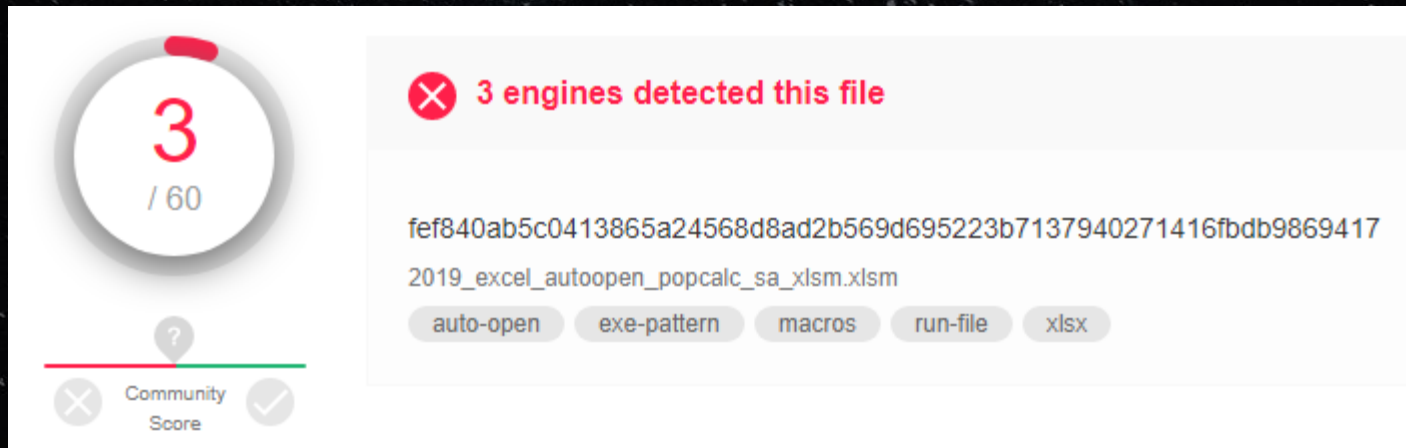 3
/ 60
?
Community
Score
3 engines detected this file
fef840ab5c0413865a24568d8ad2b569d695223b7137940271416fbdb9869417
2019_excel_autoopen_popcalc_sa_xlsm.xlsm
auto-open exe-pattern macros run-file xlsx